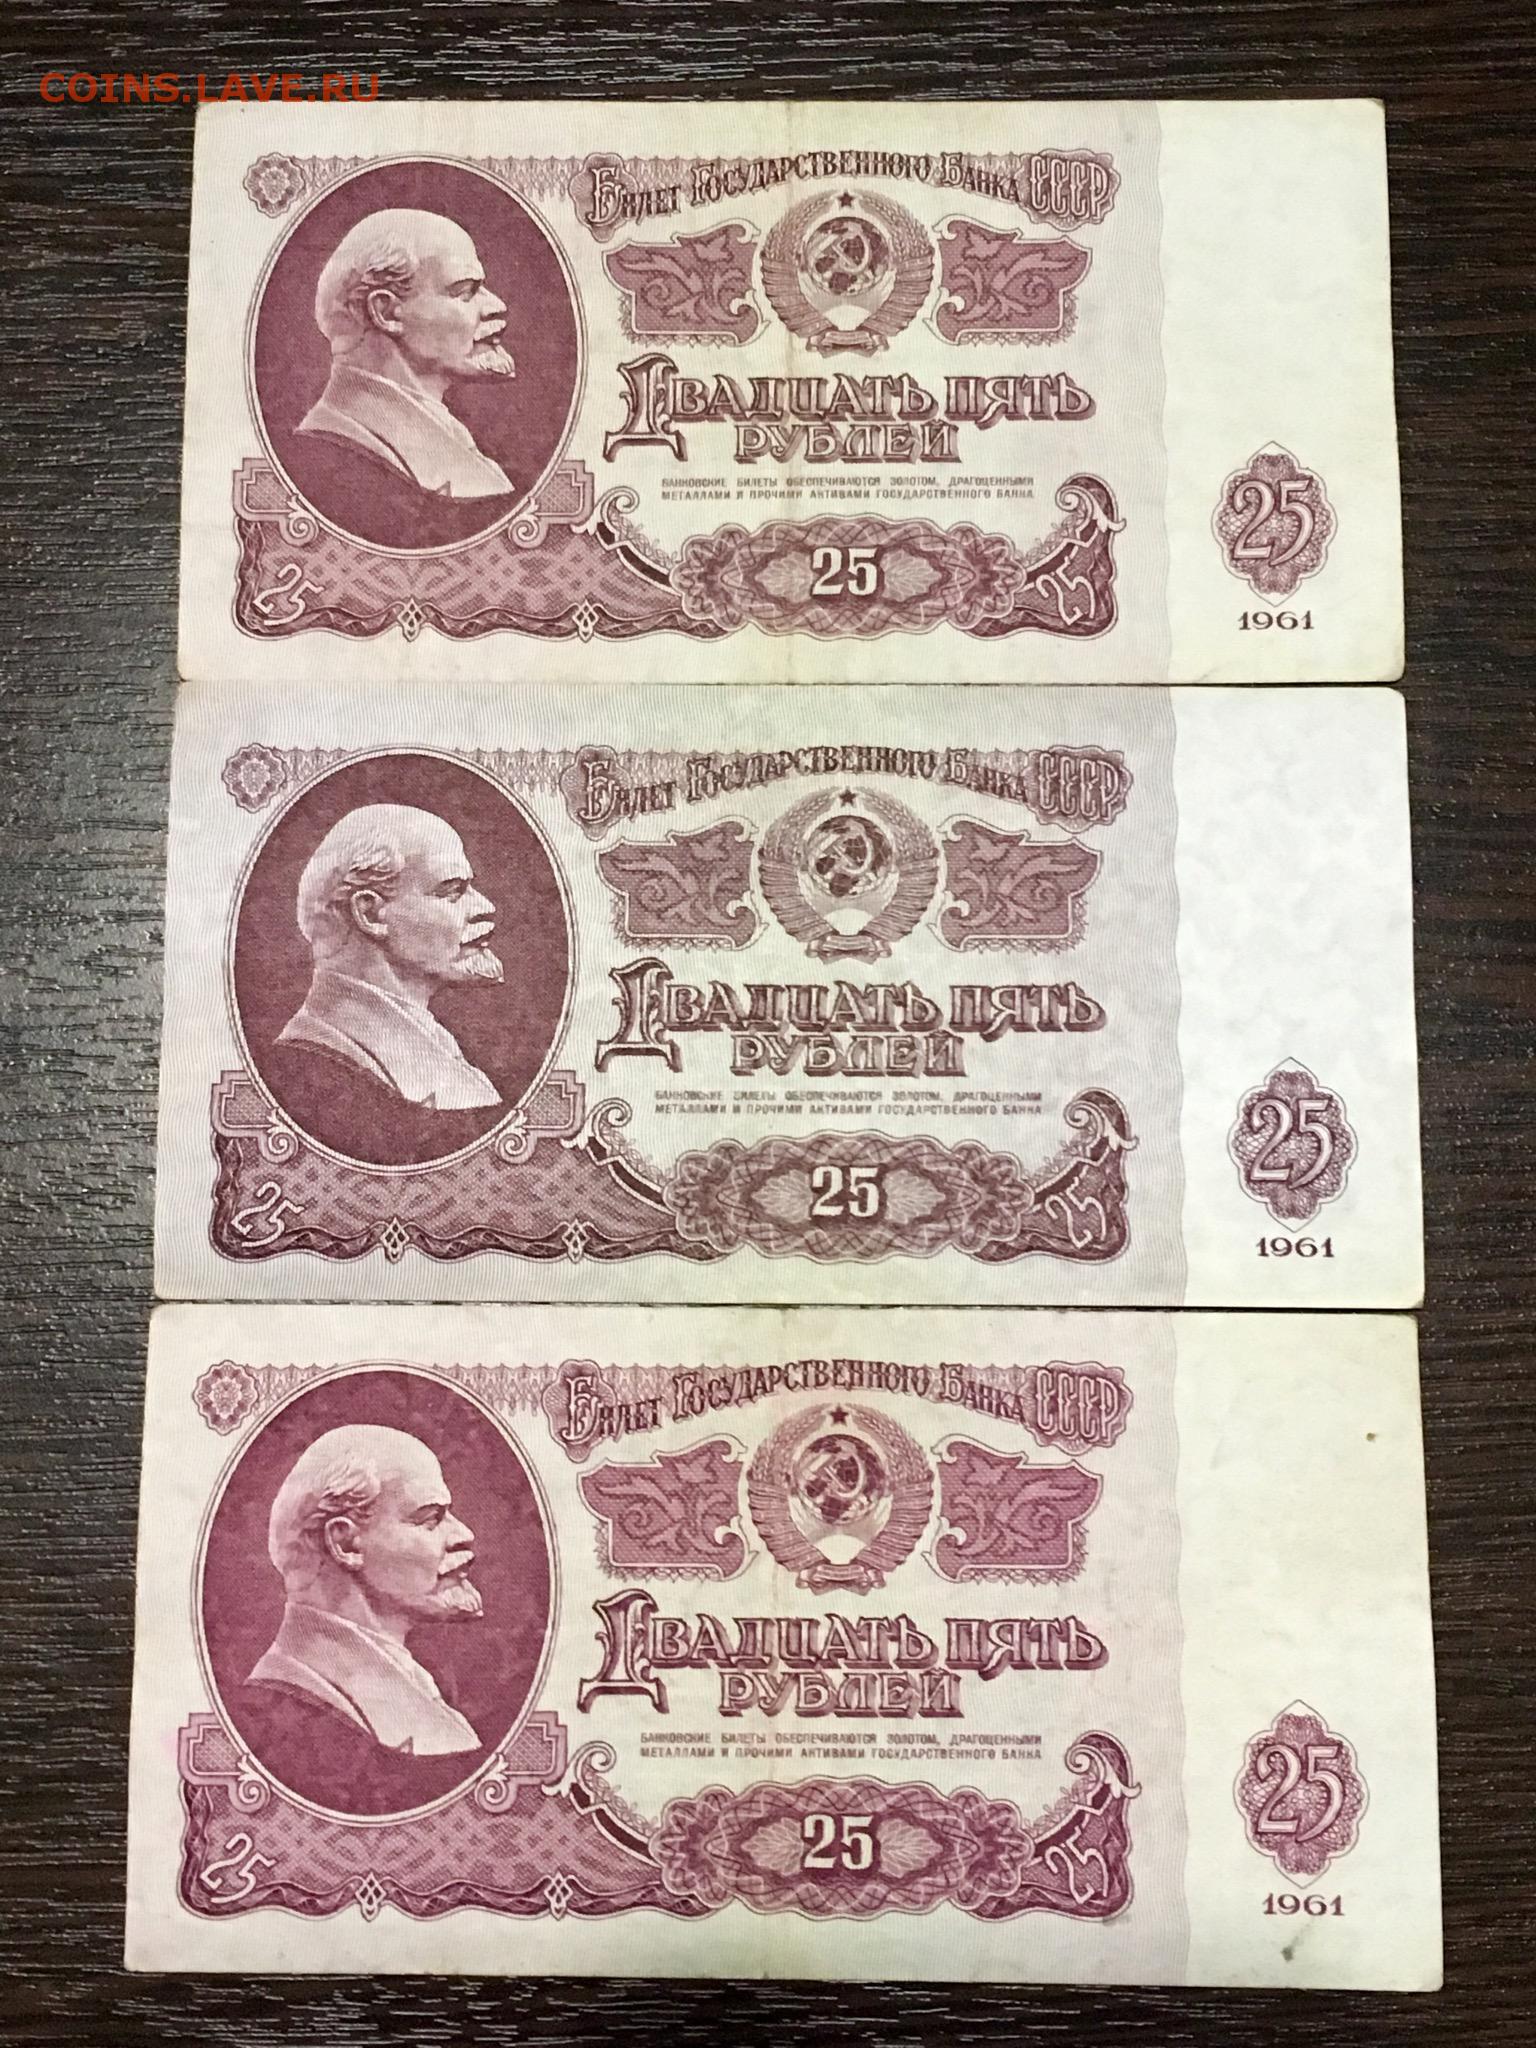 COINS.LAVE.RU
Билет Государственного Банка СССР
Двадцать пять
рублей
БАНКОВСКИЕ БИЛЕТЫ ОБЕСПЕЧИВАЮТСЯ ЗОЛОТОМ, ДРАГОЦЕННЫМИ
МЕТАЛЛАМИ И ПРОЧИМИ АКТИВАМИ ГОСУДАРСТВЕННОГО БАНКА
25
25
25
25
1961
Билет Государственного Банка СССР
Двадцать пять
рублей
БАНКОВСКИЕ БИЛЕТЫ ОБЕСПЕЧИВАЮТСЯ ЗОЛОТОМ, ДРАГОЦЕННЫМИ
МЕТАЛЛАМИ И ПРОЧИМИ АКТИВАМИ ГОСУДАРСТВЕННОГО БАНКА
25
25
25
25
1961
Билет Государственного Банка СССР
Двадцать пять
рублей
БАНКОВСКИЕ БИЛЕТЫ ОБЕСПЕЧИВАЮТСЯ ЗОЛОТОМ, ДРАГОЦЕННЫМИ
МЕТАЛЛАМИ И ПРОЧИМИ АКТИВАМИ ГОСУДАРСТВЕННОГО БАНКА
25
25
25
25
1961